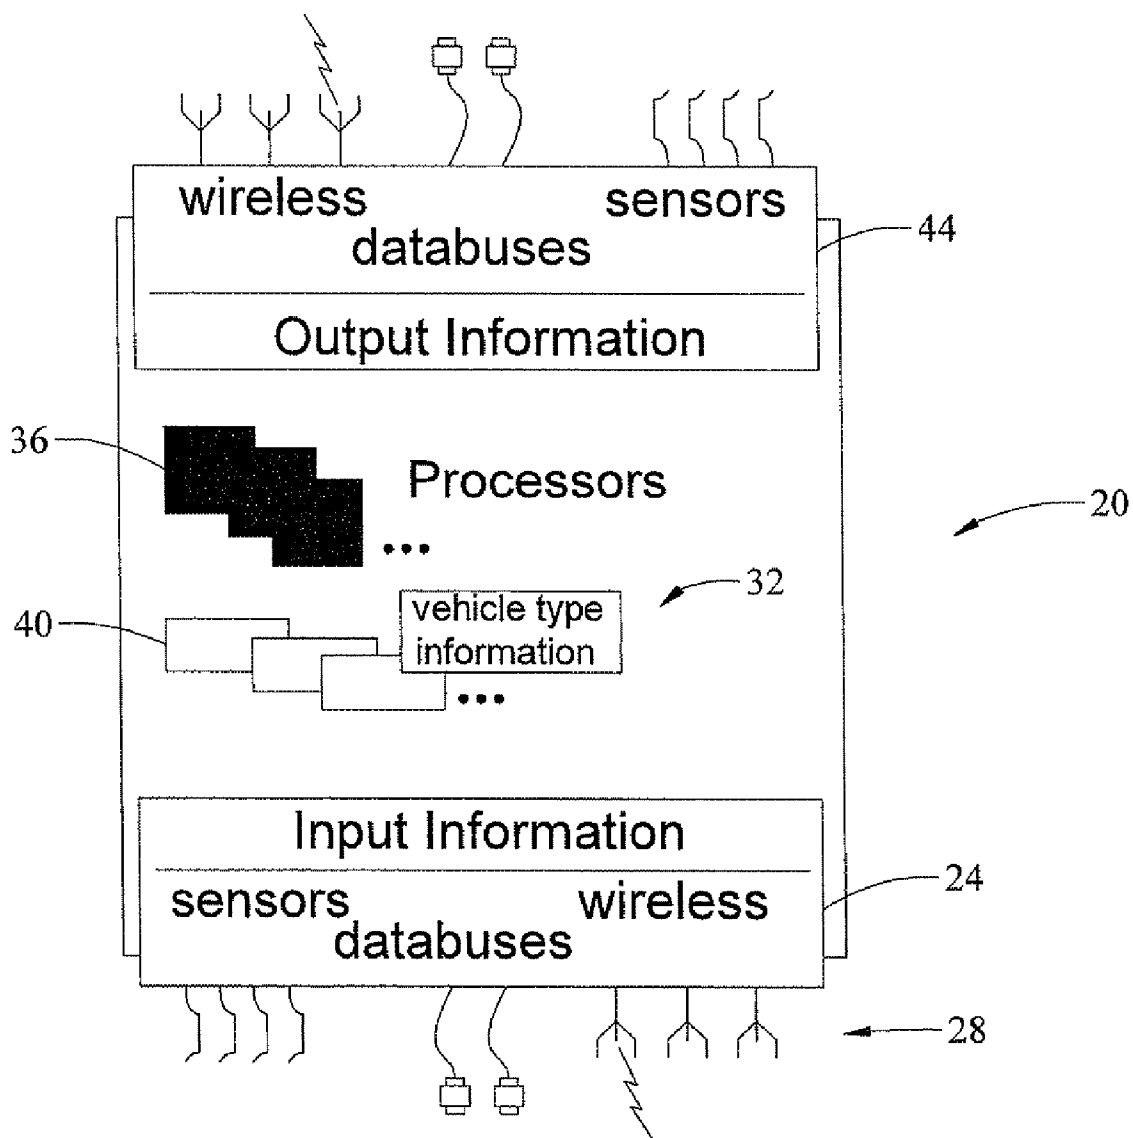 wireless sensors
databuses
44
Output Information
36
Processors
20
32
vehicle type
information
40
Input Information
24
sensors wireless
databuses
28